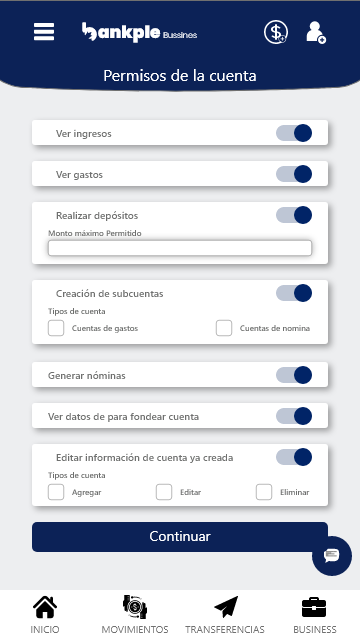 bankple Bussines
Permisos de la cuenta
Ver ingresos
Ver gastos
Realizar depósitos
Monto máximo Permitido
Creación de subcuentas
Tipos de cuenta
Cuentas de gastos Cuentas de nomina
Generar nóminas
Ver datos de para fondear cuenta
Editar información de cuenta ya creada
Tipos de cuenta
Agregar Editar Eliminar
Continuar
INICIO MOVIMIENTOS TRANSFERENCIAS BUSINESS